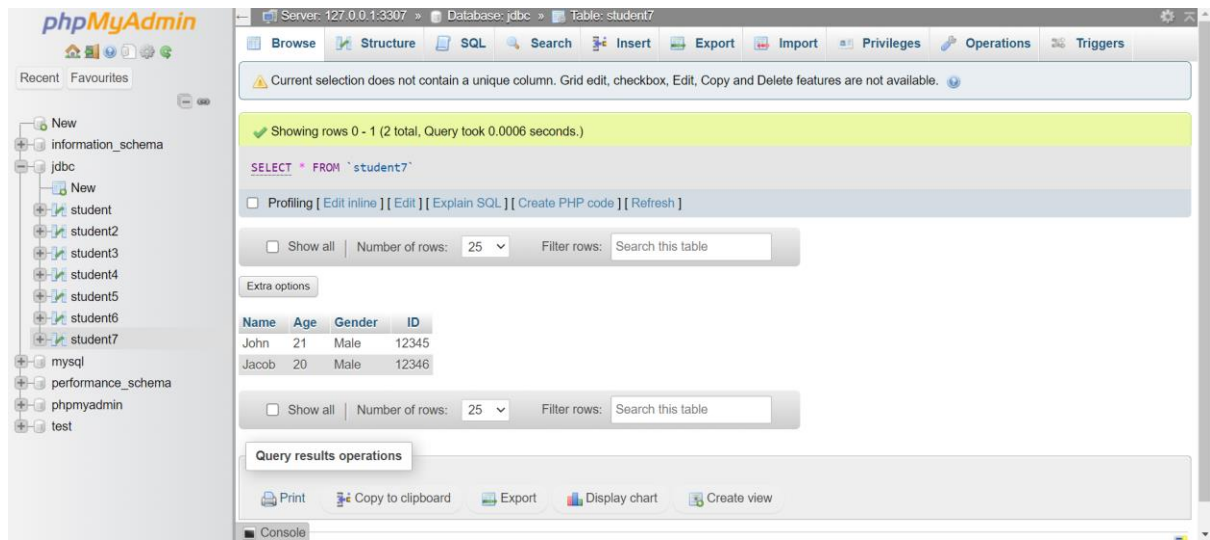 phpMyAdmin
Recent Favourites
New
information_schema
jdbc
New
student
student2
student3
student4
student5
student6
student7
mysql
performance_schema
phpmyadmin
test
Server: 127.0.0.1:3307 » Database: jdbc » Table: student7
Browse Structure SQL Search Insert Export Import Privileges Operations Triggers
Current selection does not contain a unique column. Grid edit, checkbox, Edit, Copy and Delete features are not available.
Showing rows 0 - 1 (2 total, Query took 0.0006 seconds.)
SELECT * FROM `student7`
Profiling [ Edit inline ] [ Edit ] [ Explain SQL ] [ Create PHP code ] [ Refresh ]
Show all | Number of rows: 25 Filter rows: Search this table
Extra options
Name Age Gender ID
John 21 Male 12345
Jacob 20 Male 12346
Show all | Number of rows: 25 Filter rows: Search this table
Query results operations
Print Copy to clipboard Export Display chart Create view
Console